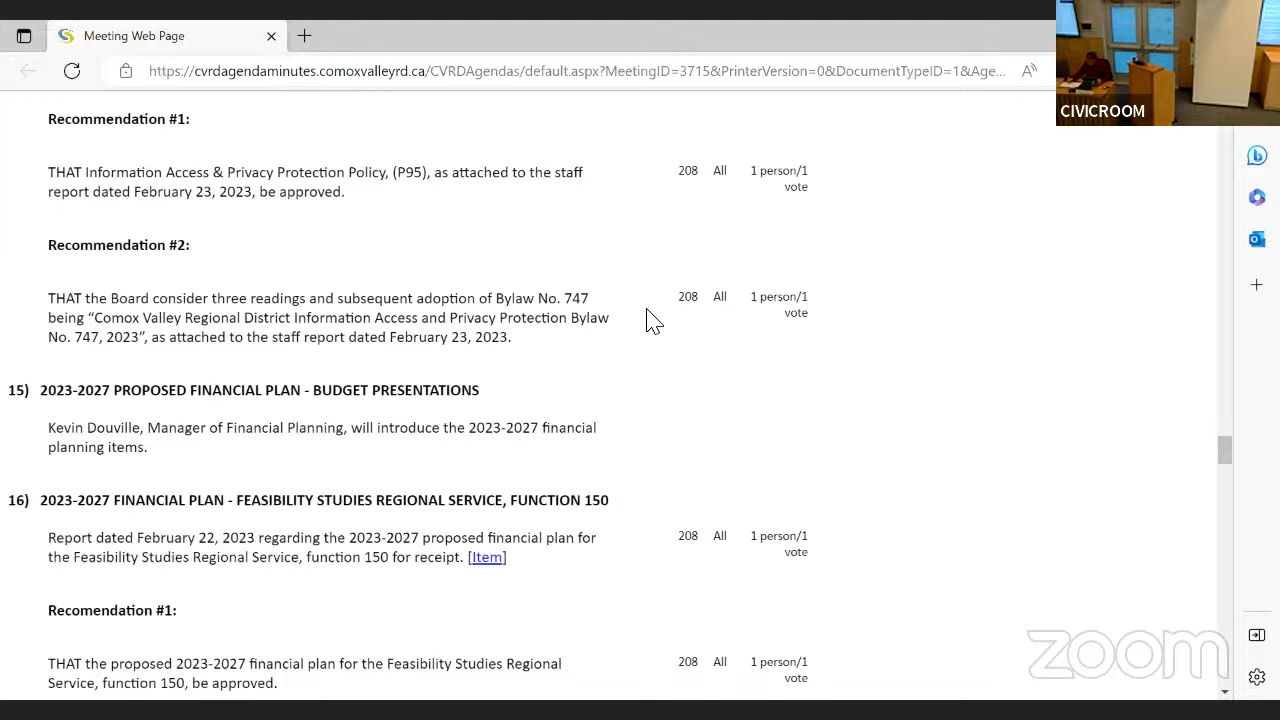 Meeting Web Page
https://cvrdagendaminutes.comoxvalleyrd.ca/CVRDAgendas/default.aspx?MeetingID=3715&PrinterVersion=0&DocumentTypeID=1&Age...
CIVICROOM
Recommendation #1:
THAT Information Access & Privacy Protection Policy, (P95), as attached to the staff 208 All 1 person/1
report dated February 23, 2023, be approved. vote
Recommendation #2:
THAT the Board consider three readings and subsequent adoption of Bylaw No. 747 208 All 1 person/1
being “Comox Valley Regional District Information Access and Privacy Protection Bylaw vote
No. 747, 2023”, as attached to the staff report dated February 23, 2023.
15) 2023-2027 PROPOSED FINANCIAL PLAN - BUDGET PRESENTATIONS
Kevin Douville, Manager of Financial Planning, will introduce the 2023-2027 financial
planning items.
16) 2023-2027 FINANCIAL PLAN - FEASIBILITY STUDIES REGIONAL SERVICE, FUNCTION 150
Report dated February 22, 2023 regarding the 2023-2027 proposed financial plan for 208 All 1 person/1
the Feasibility Studies Regional Service, function 150 for receipt. [Item] vote
Recomendation #1:
THAT the proposed 2023-2027 financial plan for the Feasibility Studies Regional 208 All 1 person/1
Service, function 150, be approved. vote
zoom